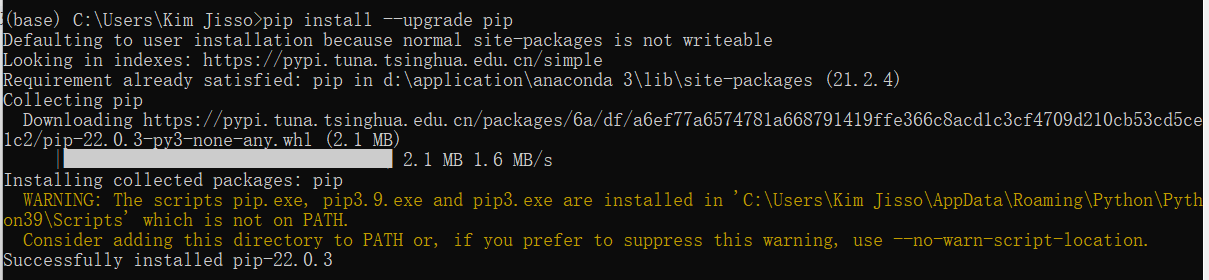 (base) C:\Users\Kim Jisso>pip install --upgrade pip
Defaulting to user installation because normal site-packages is not writeable
Looking in indexes: https://pypi.tuna.tsinghua.edu.cn/simple
Requirement already satisfied: pip in d:\application\anaconda 3\lib\site-packages (21.2.4)
Collecting pip
  Downloading https://pypi.tuna.tsinghua.edu.cn/packages/6a/df/a6ef77a6574781a668791419ffe366c8acd1c3cf4709d210cb53cd5ce
1c2/pip-22.0.3-py3-none-any.whl (2.1 MB)
     |████████████████████████████████| 2.1 MB 1.6 MB/s
Installing collected packages: pip
  WARNING: The scripts pip.exe, pip3.9.exe and pip3.exe are installed in 'C:\Users\Kim Jisso\AppData\Roaming\Python\Pyth
on39\Scripts' which is not on PATH.
  Consider adding this directory to PATH or, if you prefer to suppress this warning, use --no-warn-script-location.
Successfully installed pip-22.0.3